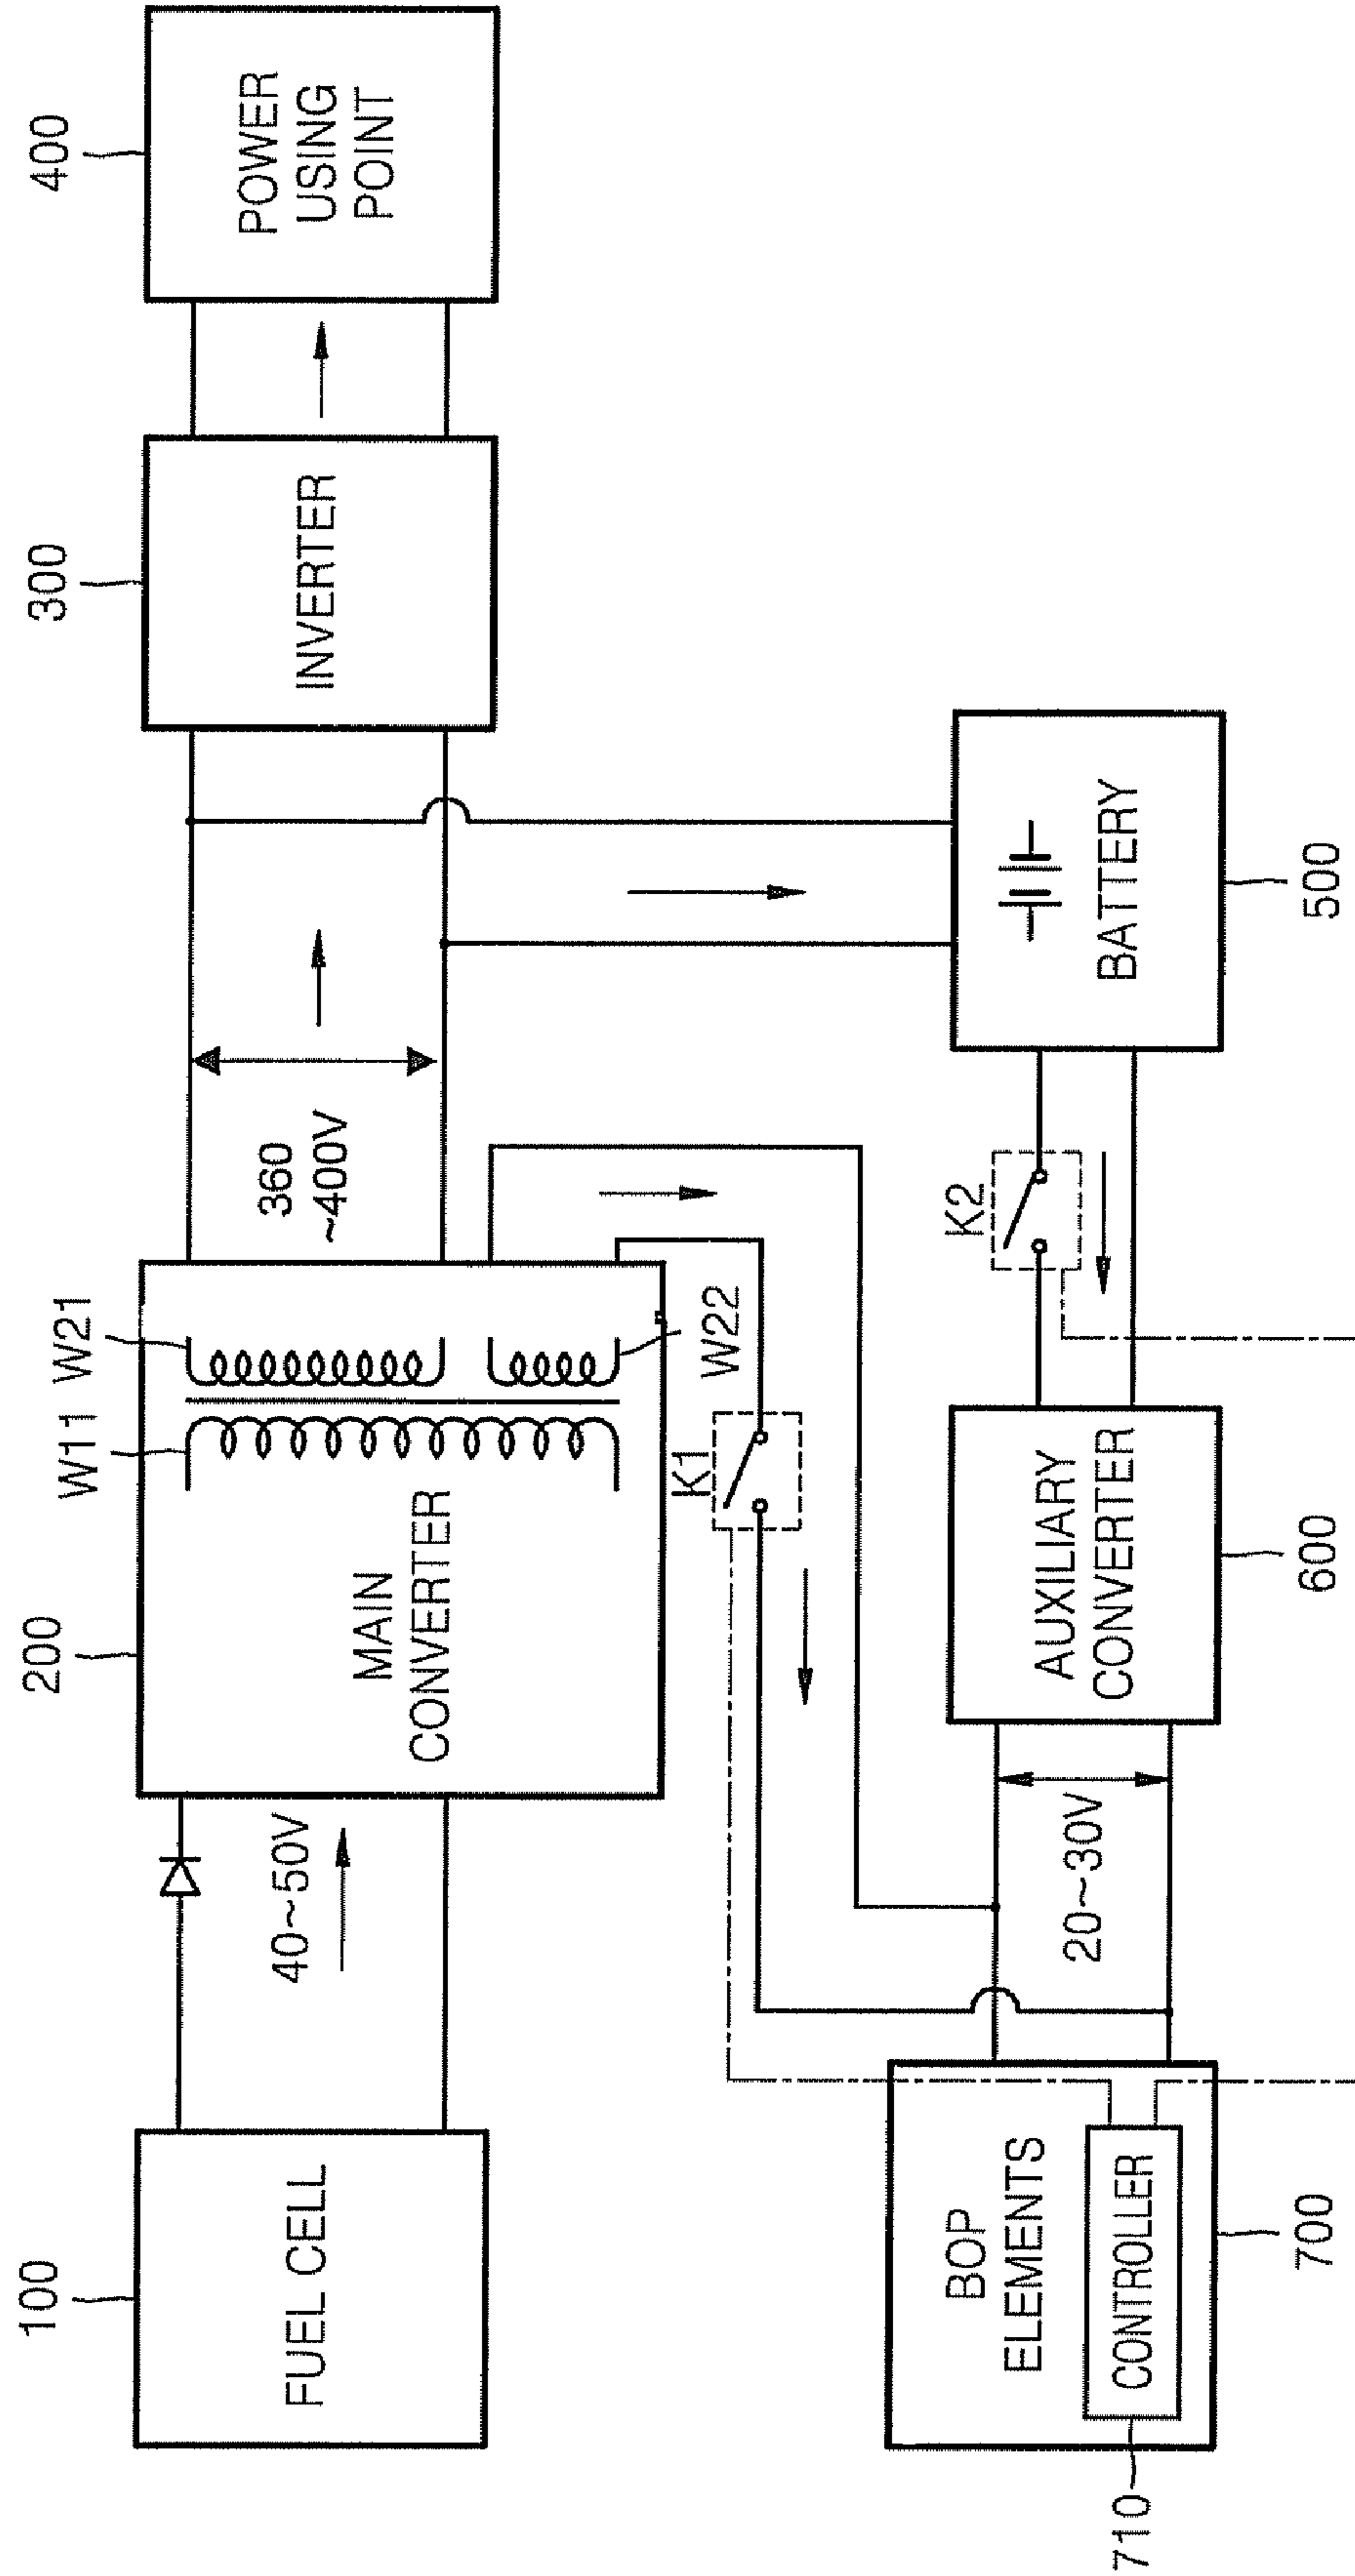 100
FUEL CELL
40~50V
200
MAIN
CONVERTER
W11
W21
W22
360
~400V
300
INVERTER
400
POWER
USING
POINT
K1
710
BOP
ELEMENTS
CONTROLLER
700
20~30V
AUXILIARY
CONVERTER
600
K2
BATTERY
500